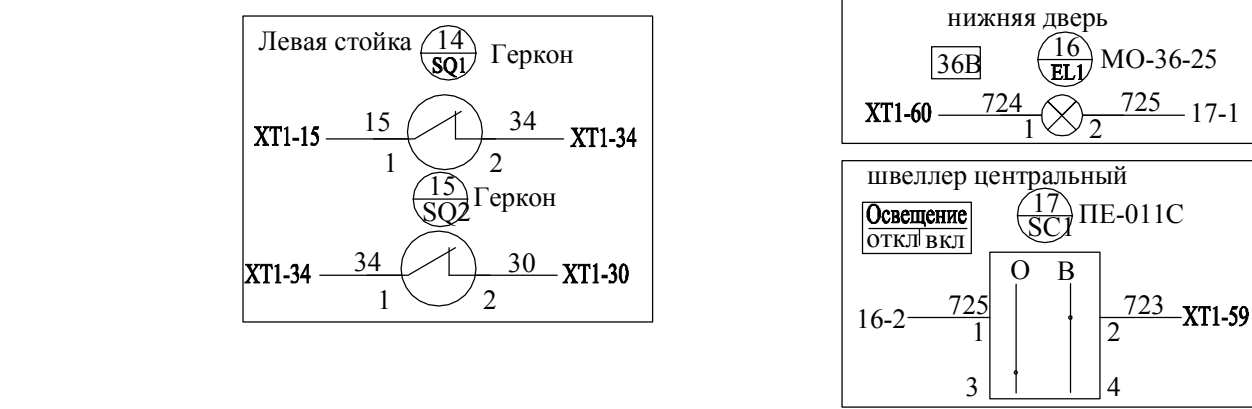 Левая стойка
14
SQ1
Геркон
XT1-15
15
34
XT1-34
1
2
15
SQ2
Геркон
XT1-34
34
30
XT1-30
1
2
нижняя дверь
36В
16
EL1
МО-36-25
XT1-60
724
725
17-1
1
2
швеллер центральный
Освещение
откл вкл
17
SC1
ПЕ-011С
О В
16-2
725
723
XT1-59
1
2
3
4